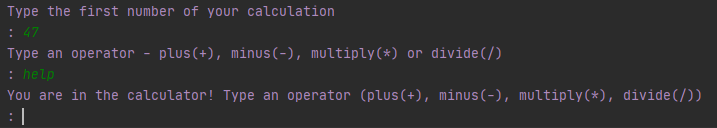 Type the first number of your calculation
: 47
Type an operator - plus(+), minus(-), multiply(*) or divide(/)
: help
You are in the calculator! Type an operator (plus(+), minus(-), multiply(*), divide(/))
: